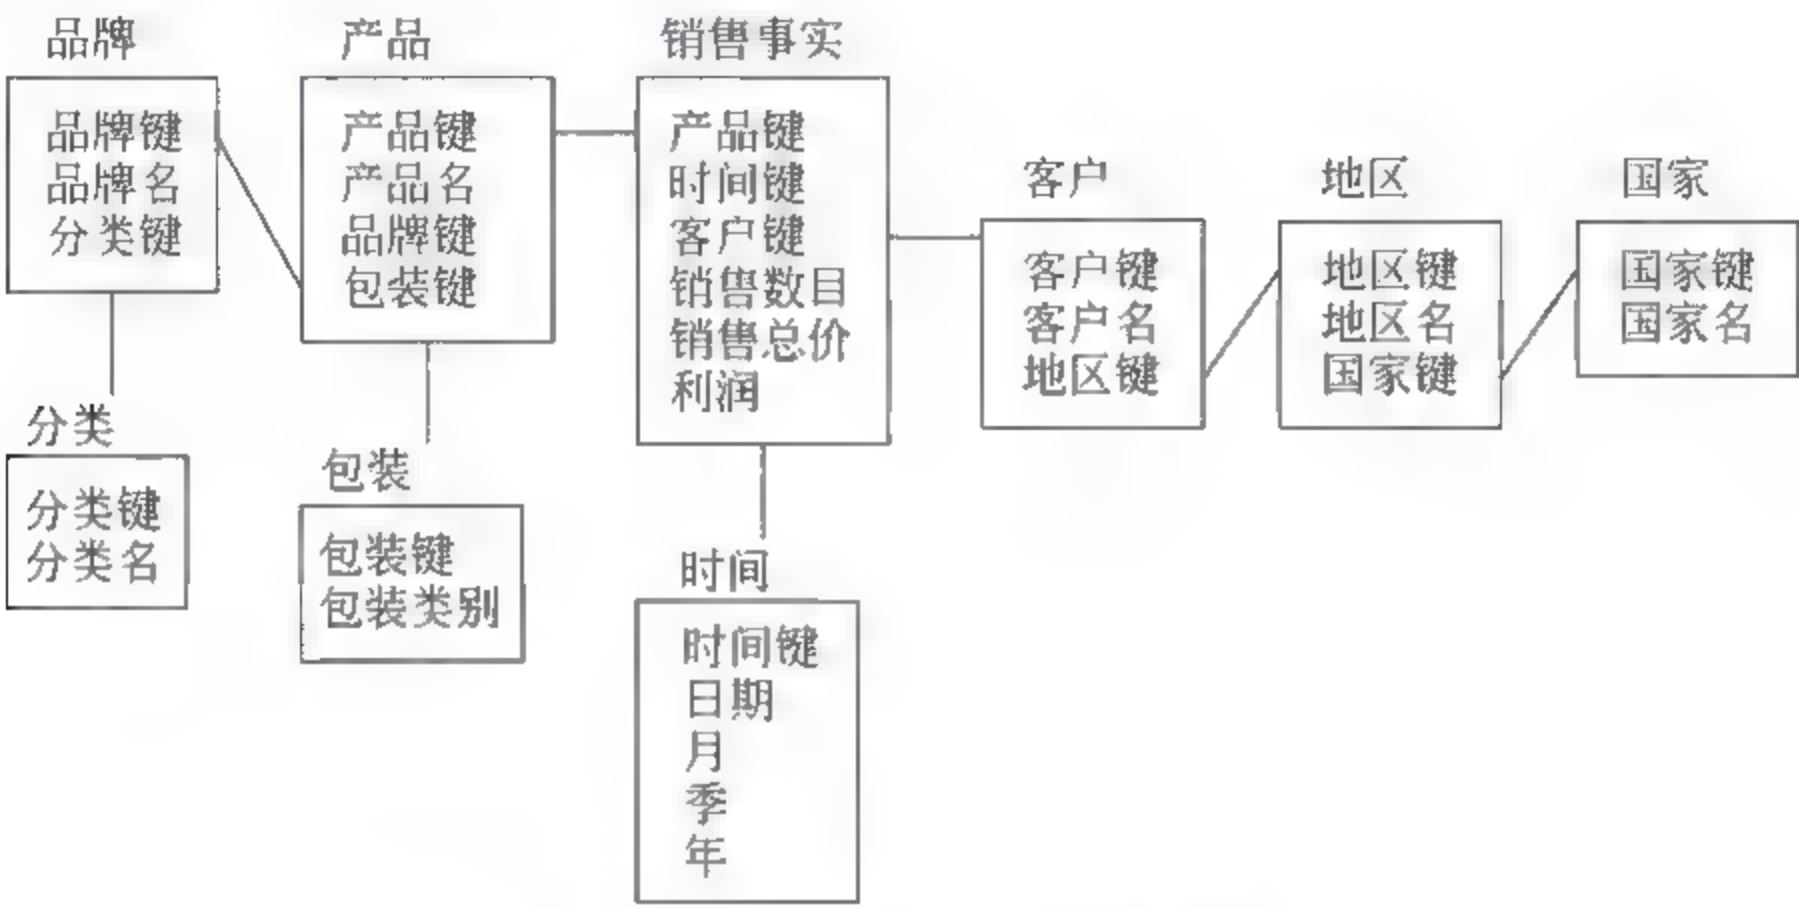 品牌
品牌键
品牌名
分类键
分类
分类键
分类名
产品
产品键
产品名
品牌键
包装键
包装
包装键
包装类别
销售事实
产品键
时间键
客户键
销售数目
销售总价
利润
时间
时间键
日期
月
季
年
客户
客户键
客户名
地区键
地区
地区键
地区名
国家键
国家
国家键
国家名